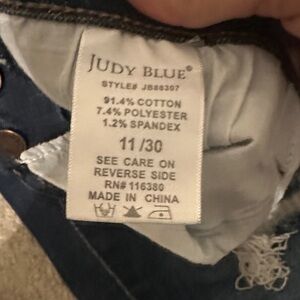 JUDY BLUE®
STYLE# JB88307
91.4% COTTON
7.4% POLYESTER
1.2% SPANDEX
11 /30
SEE CARE ON
REVERSE SIDE
RN# 116380
MADE IN CHINA